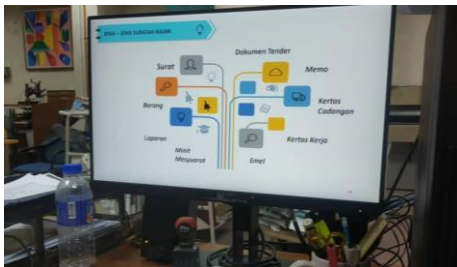 JENIS – JENIS SURATAN RASMI
Dokumen Tender
Surat
Memo
Borang
Kertas
Cadangan
Laporan
Minit
Mesyuarat
Kertas Kerja
Emel